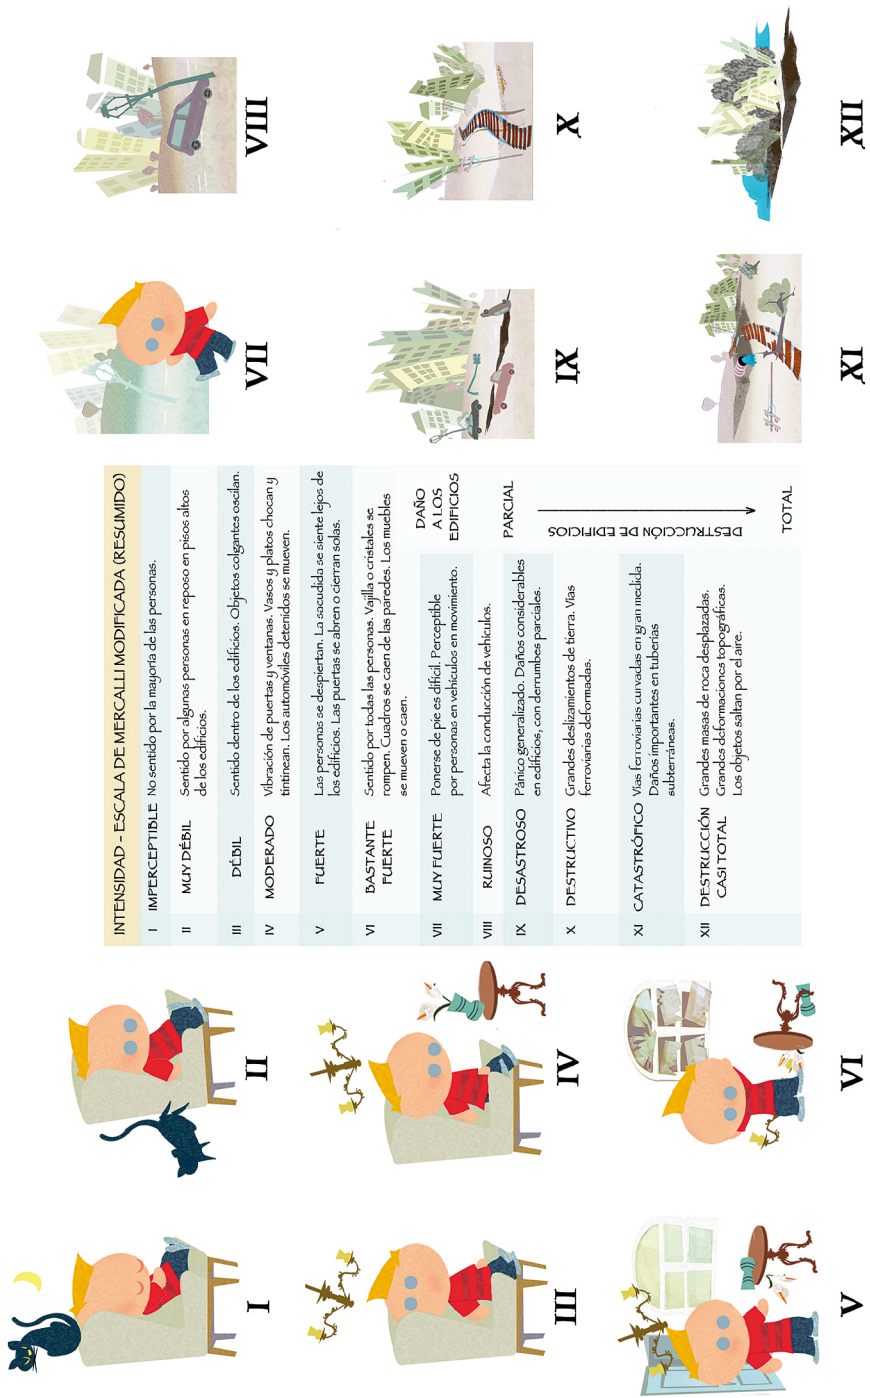 I
II
III
IV
V
VI
INTENSIDAD - ESCALA DE MERCALLI MODIFICADA (RESUMIDO)
I IMPERCEPTIBLE No sentido por la mayoría de las personas.
II MUY DÉBIL Sentido por algunas personas en reposo en pisos altos
de los edificios.
III DÉBIL Sentido dentro de los edificios. Objetos colgantes oscilan.
IV MODERADO Vibración de puertas y ventanas. Vasos y platos chocan y
tintinean. Los automóviles detenidos se mueven.
V FUERTE Las personas se despiertan. La sacudida se siente lejos de
los edificios. Las puertas se abren o cierran solas.
VI BASTANTE
FUERTE
Sentido por todas las personas. Vajilla o cristales se
rompen. Cuadros se caen de las paredes. Los muebles
se mueven o caen.
VII MUY FUERTE Ponerse de pie es difícil. Perceptible
por personas en vehículos en movimiento.
VIII RUINOSO Afecta la conducción de vehículos.
IX DESASTROSO Pánico generalizado. Daños considerables
en edificios, con derrumbes parciales.
X DESTRUCTIVO Grandes deslizamientos de tierra. Vías
ferroviarias deformadas.
XI CATASTRÓFICO Vías ferroviarias curvadas en gran medida.
Daños importantes en tuberías
subterráneas.
XII DESTRUCCIÓN
CASI TOTAL
Grandes masas de roca desplazadas.
Grandes deformaciones topográficas.
Los objetos saltan por el aire.
DAÑO
A LOS
EDIFICIOS
PARCIAL
DESTRUCCIÓN DE EDIFICIOS
TOTAL
VII
VIII
IX
X
XI
XII